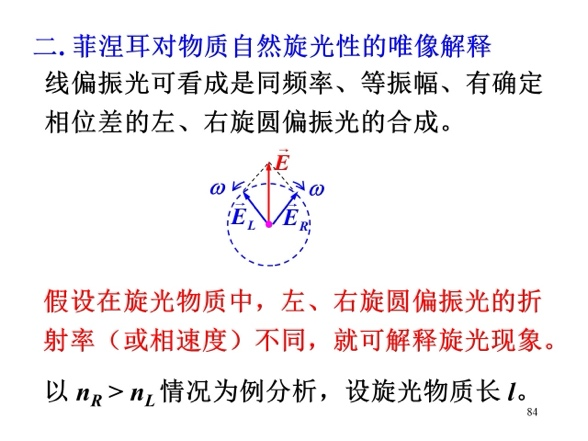 二. 菲涅耳对物质自然旋光性的唯像解释
线偏振光可看成是同频率、等振幅、有确定
相位差的左、右旋圆偏振光的合成。
E⃗
ω ω
E⃗_L E⃗_R
假设在旋光物质中，左、右旋圆偏振光的折
射率（或相速度）不同，就可解释旋光现象。
以 n_R > n_L 情况为例分析，设旋光物质长 l。
84